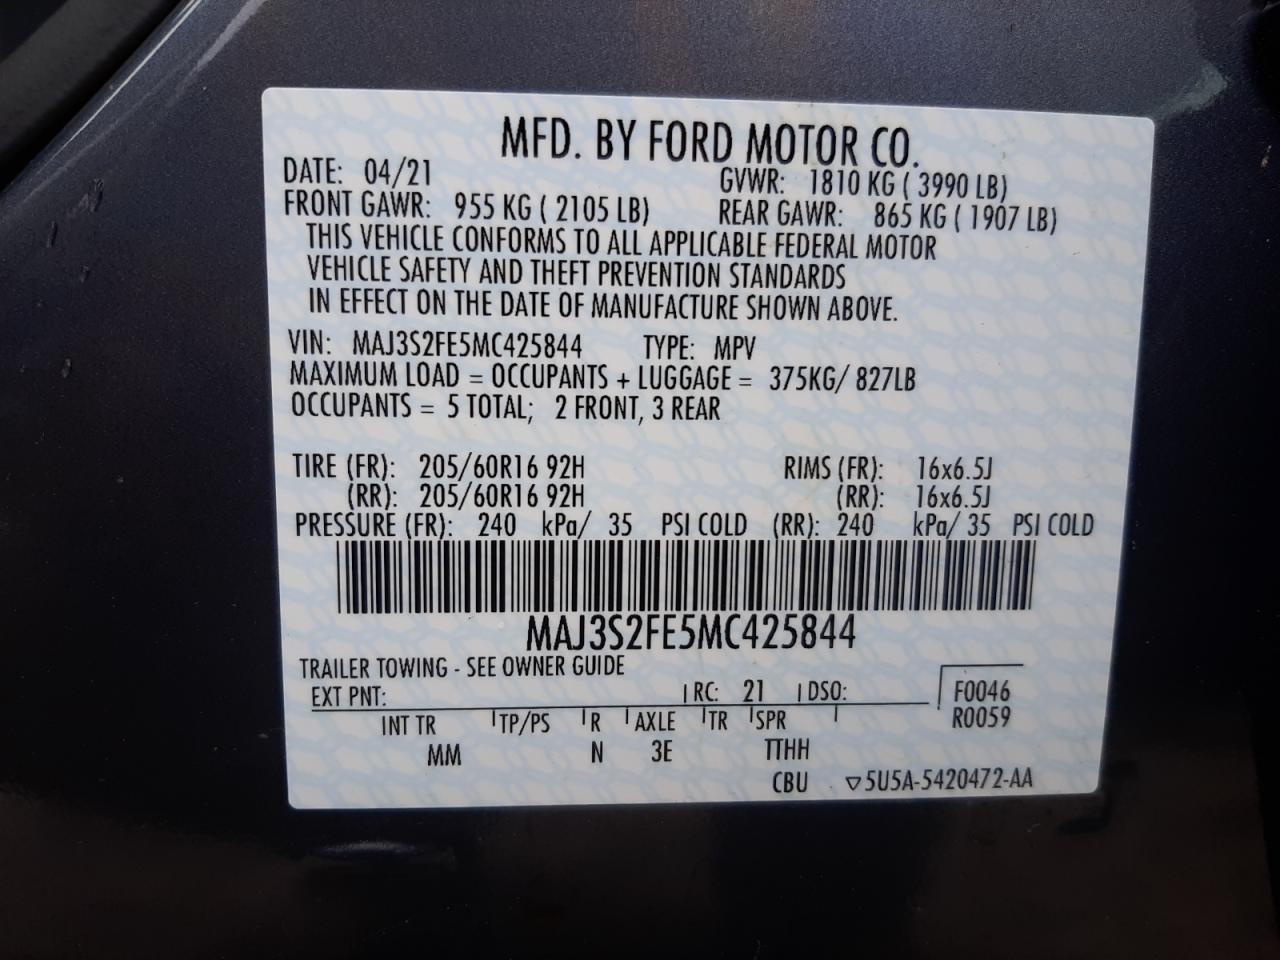 MFD. BY FORD MOTOR CO.
DATE: 04/21 GVWR: 1810 KG ( 3990 LB)
FRONT GAWR: 955 KG ( 2105 LB) REAR GAWR: 865 KG ( 1907 LB)
THIS VEHICLE CONFORMS TO ALL APPLICABLE FEDERAL MOTOR
VEHICLE SAFETY AND THEFT PREVENTION STANDARDS
IN EFFECT ON THE DATE OF MANUFACTURE SHOWN ABOVE.
VIN: MAJ3S2FE5MC425844 TYPE: MPV
MAXIMUM LOAD = OCCUPANTS + LUGGAGE = 375KG/ 827LB
OCCUPANTS = 5 TOTAL; 2 FRONT, 3 REAR
TIRE (FR): 205/60R16 92H RIMS (FR): 16x6.5J
(RR): 205/60R16 92H (RR): 16x6.5J
PRESSURE (FR): 240 kPa/ 35 PSI COLD (RR): 240 kPa/ 35 PSI COLD
MAJ3S2FE5MC425844
TRAILER TOWING - SEE OWNER GUIDE
EXT PNT: RC: 21 DSO: F0046
R0059
INT TR TP/PS R AXLE TR SPR
MM N 3E TTHH
CBU ▽5U5A-5420472-AA